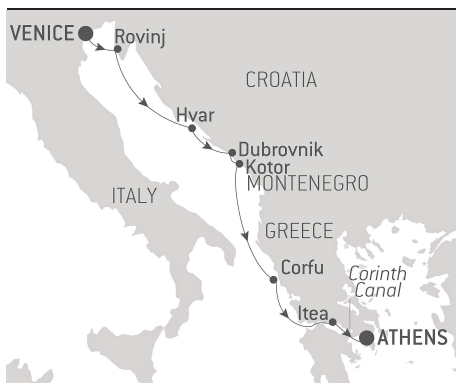 VENICE
Rovinj
CROATIA
Hvar
Dubrovnik
Kotor
MONTENEGRO
ITALY
GREECE
Corfu
Corinth
Canal
Itea
ATHENS